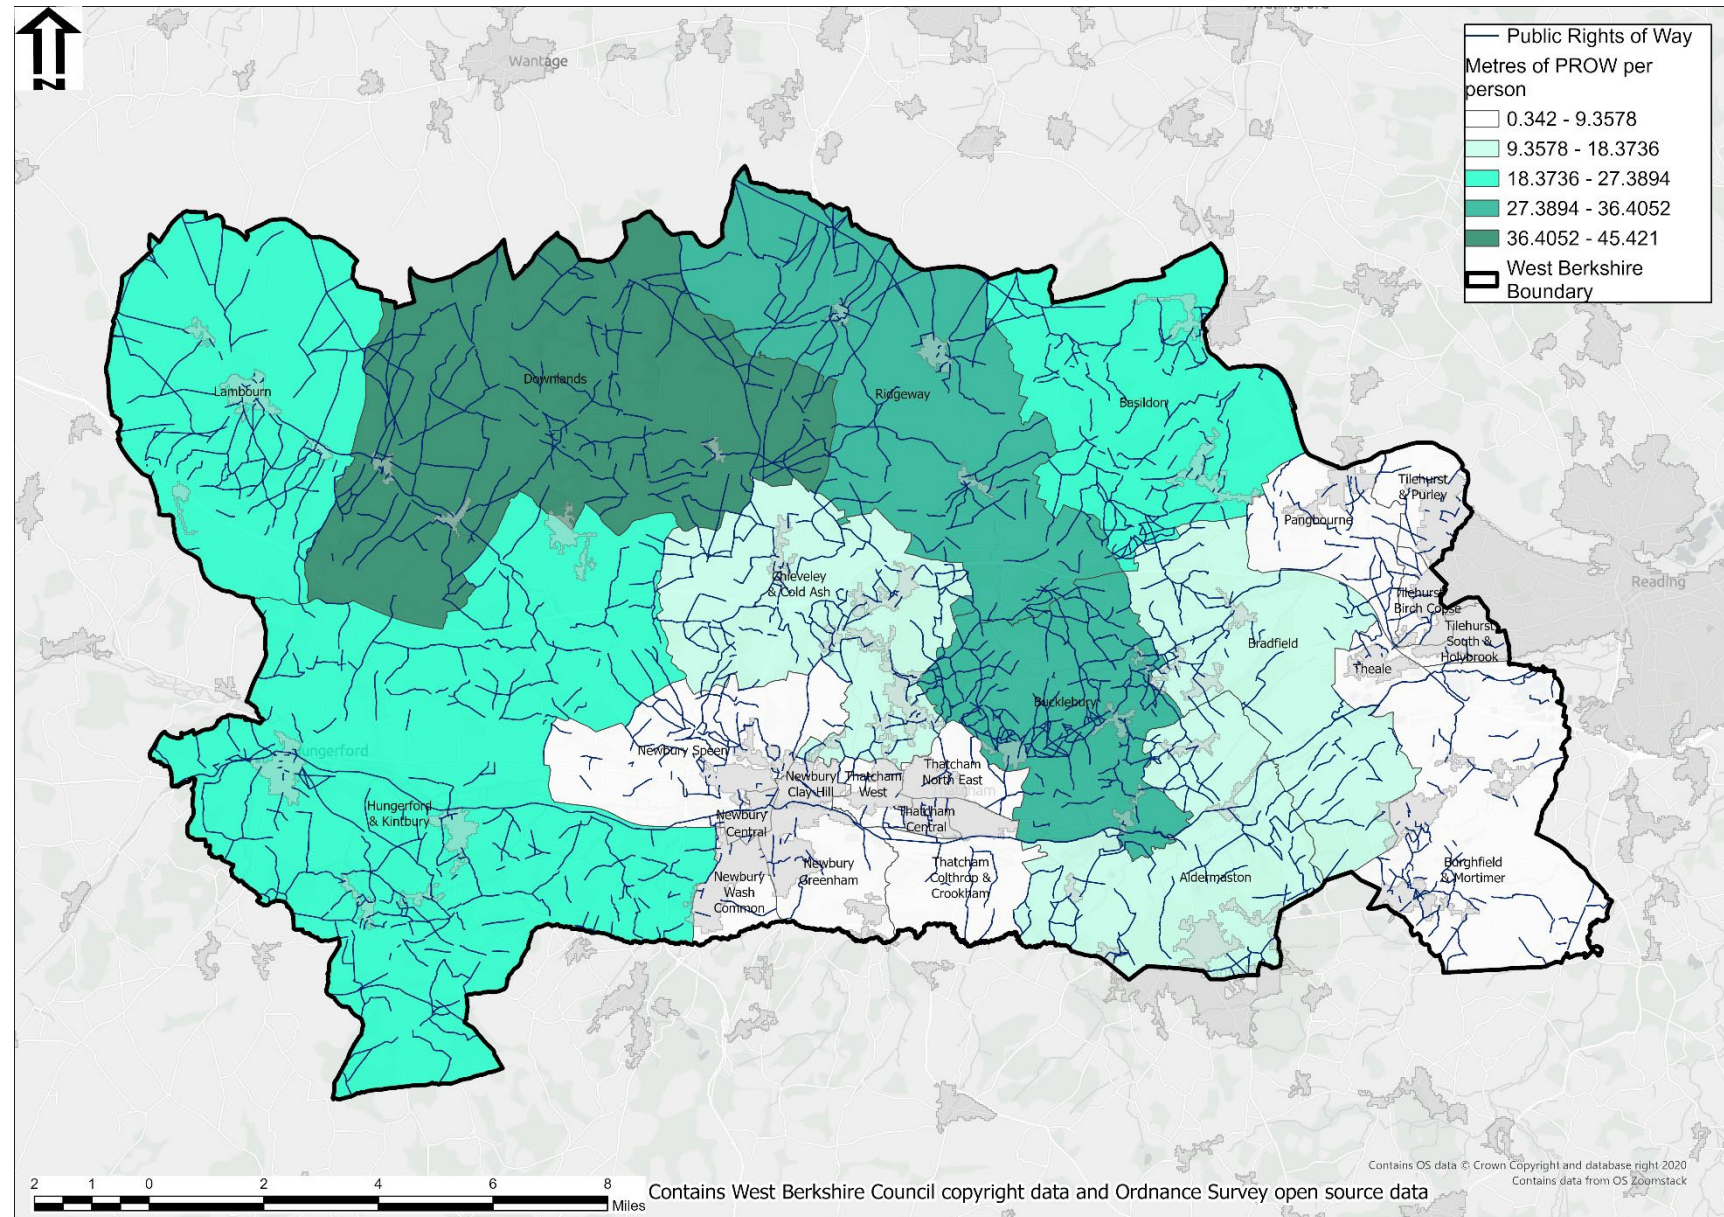 N
Wantage
Public Rights of Way
Metres of PROW per
person
0.342 - 9.3578
9.3578 - 18.3736
18.3736 - 27.3894
27.3894 - 36.4052
36.4052 - 45.421
West Berkshire
Boundary
Lambourn
Downlands
Ridgeway
Basildon
Tilehurst
& Purley
Pangbourne
Reading
Chieveley
& Cold Ash
Tilehurst
Birch Copse
Tilehurst
South &
Holybrook
Bradfield
Theale
Bucklebury
Hungerford
Newbury Speen
Newbury
Clay Hill
Thatcham
West
Thatcham
North East
Thatcham
Hungerford
& Kintbury
Newbury
Central
Thatcham
Central
Newbury
Greenham
Newbury
Wash
Common
Thatcham
Colthrop &
Crookham
Aldermaston
Burghfield
& Mortimer
Contains OS data © Crown Copyright and database right 2020
Contains data from OS Zoomstack
2 1 0 2 4 6 8
Miles
Contains West Berkshire Council copyright data and Ordnance Survey open source data